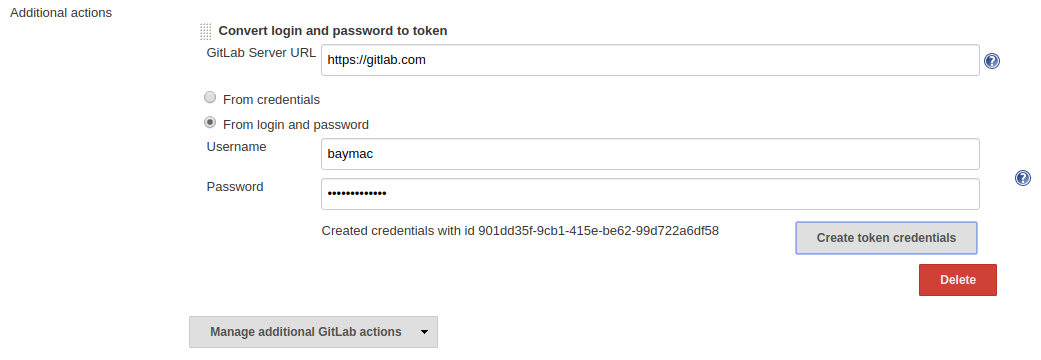 Additional actions
Convert login and password to token
GitLab Server URL https://gitlab.com ?
From credentials
From login and password
Username baymac
?
Password •••••••••••••
Created credentials with id 901dd35f-9cb1-415e-be62-99d722a6df58 Create token credentials
Delete
Manage additional GitLab actions